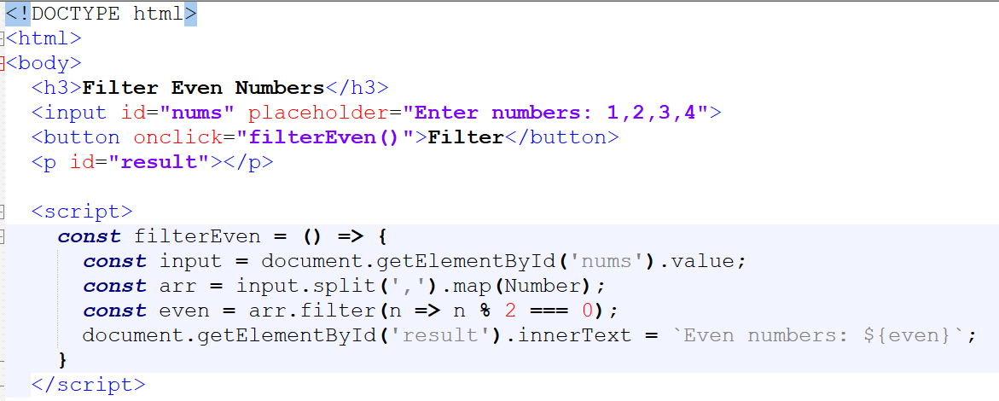 <!DOCTYPE html>
<html>
<body>
  <h3>Filter Even Numbers</h3>
  <input id="nums" placeholder="Enter numbers: 1,2,3,4">
  <button onclick="filterEven()">Filter</button>
  <p id="result"></p>

  <script>
    const filterEven = () => {
      const input = document.getElementById('nums').value;
      const arr = input.split(',').map(Number);
      const even = arr.filter(n => n % 2 === 0);
      document.getElementById('result').innerText = `Even numbers: ${even}`;
    }
  </script>